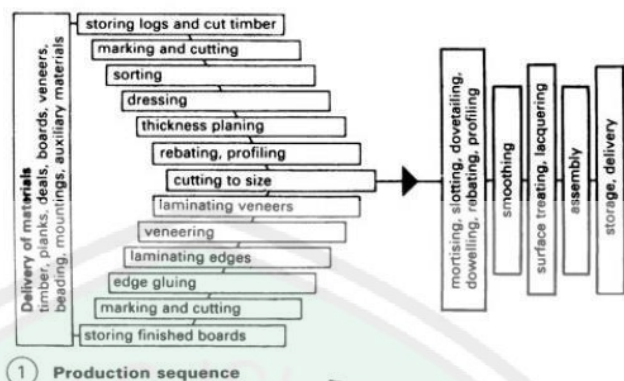 Delivery of materials
timber, planks, deals, boards, veneers,
beading, mountings, auxiliary materials
storing logs and cut timber
marking and cutting
sorting
dressing
thickness planing
rebating, profiling
cutting to size
laminating veneers
veneering
laminating edges
edge gluing
marking and cutting
storing finished boards
mortising, slotting, dovetailing,
dowelling, rebating, profiling
smoothing
surface treating, lacquering
assembly
storage, delivery
1 Production sequence